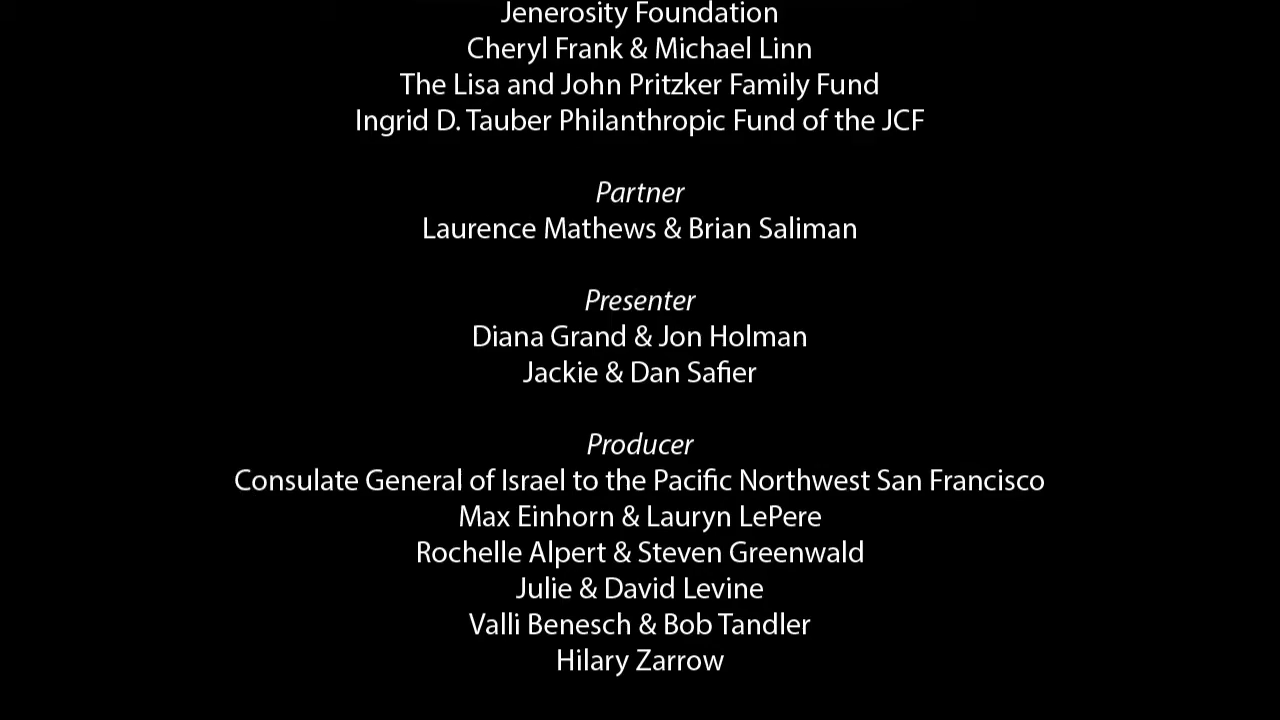 Jenerosity Foundation
Cheryl Frank & Michael Linn
The Lisa and John Pritzker Family Fund
Ingrid D. Tauber Philanthropic Fund of the JCF
Partner
Laurence Mathews & Brian Saliman
Presenter
Diana Grand & Jon Holman
Jackie & Dan Safier
Producer
Consulate General of Israel to the Pacific Northwest San Francisco
Max Einhorn & Lauryn LePere
Rochelle Alpert & Steven Greenwald
Julie & David Levine
Valli Benesch & Bob Tandler
Hilary Zarrow